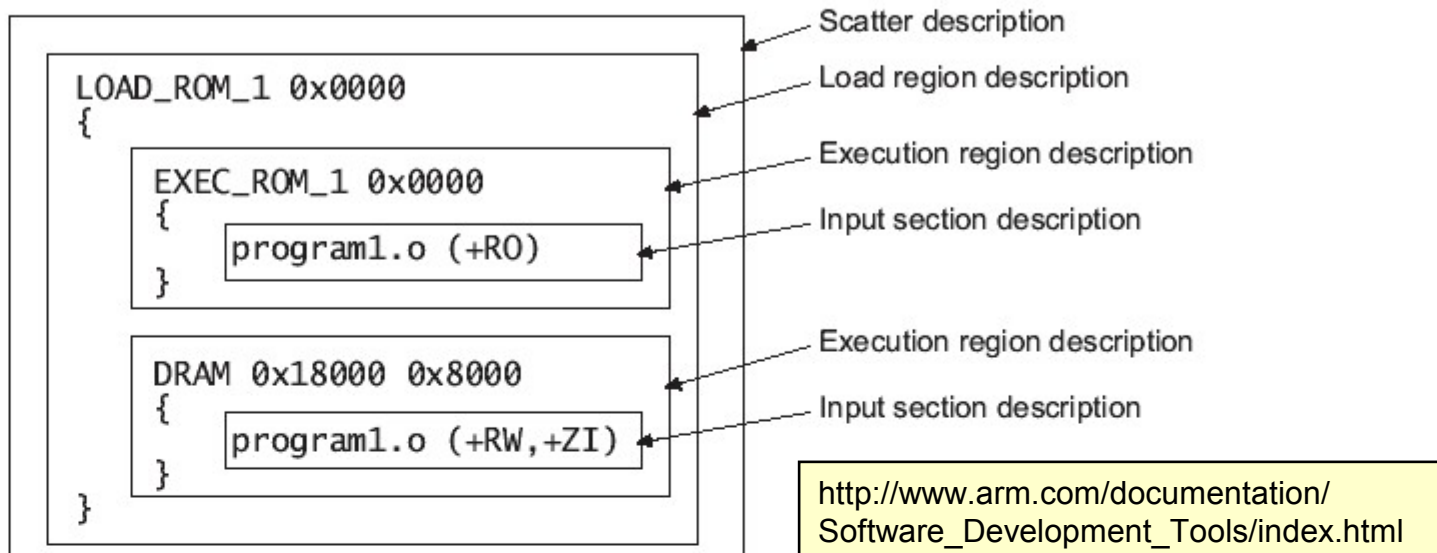 Scatter description
LOAD_ROM_1 0x0000
Load region description
{
Execution region description
EXEC_ROM_1 0x0000
{
Input section description
program1.o (+RO)
}
Execution region description
DRAM 0x18000 0x8000
{
Input section description
program1.o (+RW,+ZI)
}
}
http://www.arm.com/documentation/
Software_Development_Tools/index.html